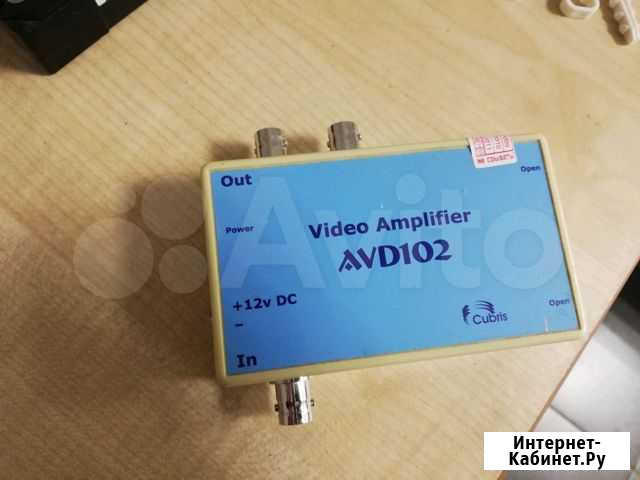 Out
Open
Power
Video Amplifier
AVD102
+12v DC
–
Cubris
Open
In
Avito
Интернет-
Кабинет.Ру